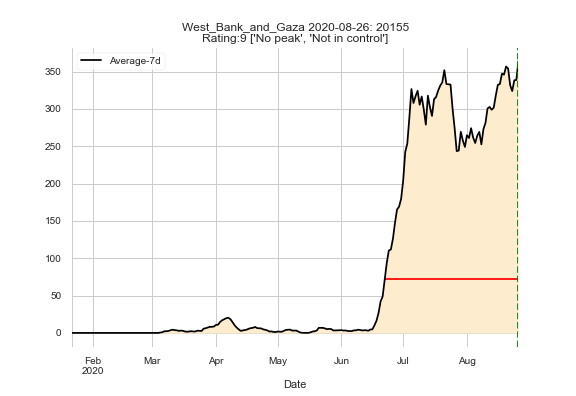 West_Bank_and_Gaza 2020-08-26: 20155
Rating:9 ['No peak', 'Not in control']
Average-7d
350
300
250
200
150
100
50
0
Feb Mar Apr May Jun Jul Aug
2020
Date